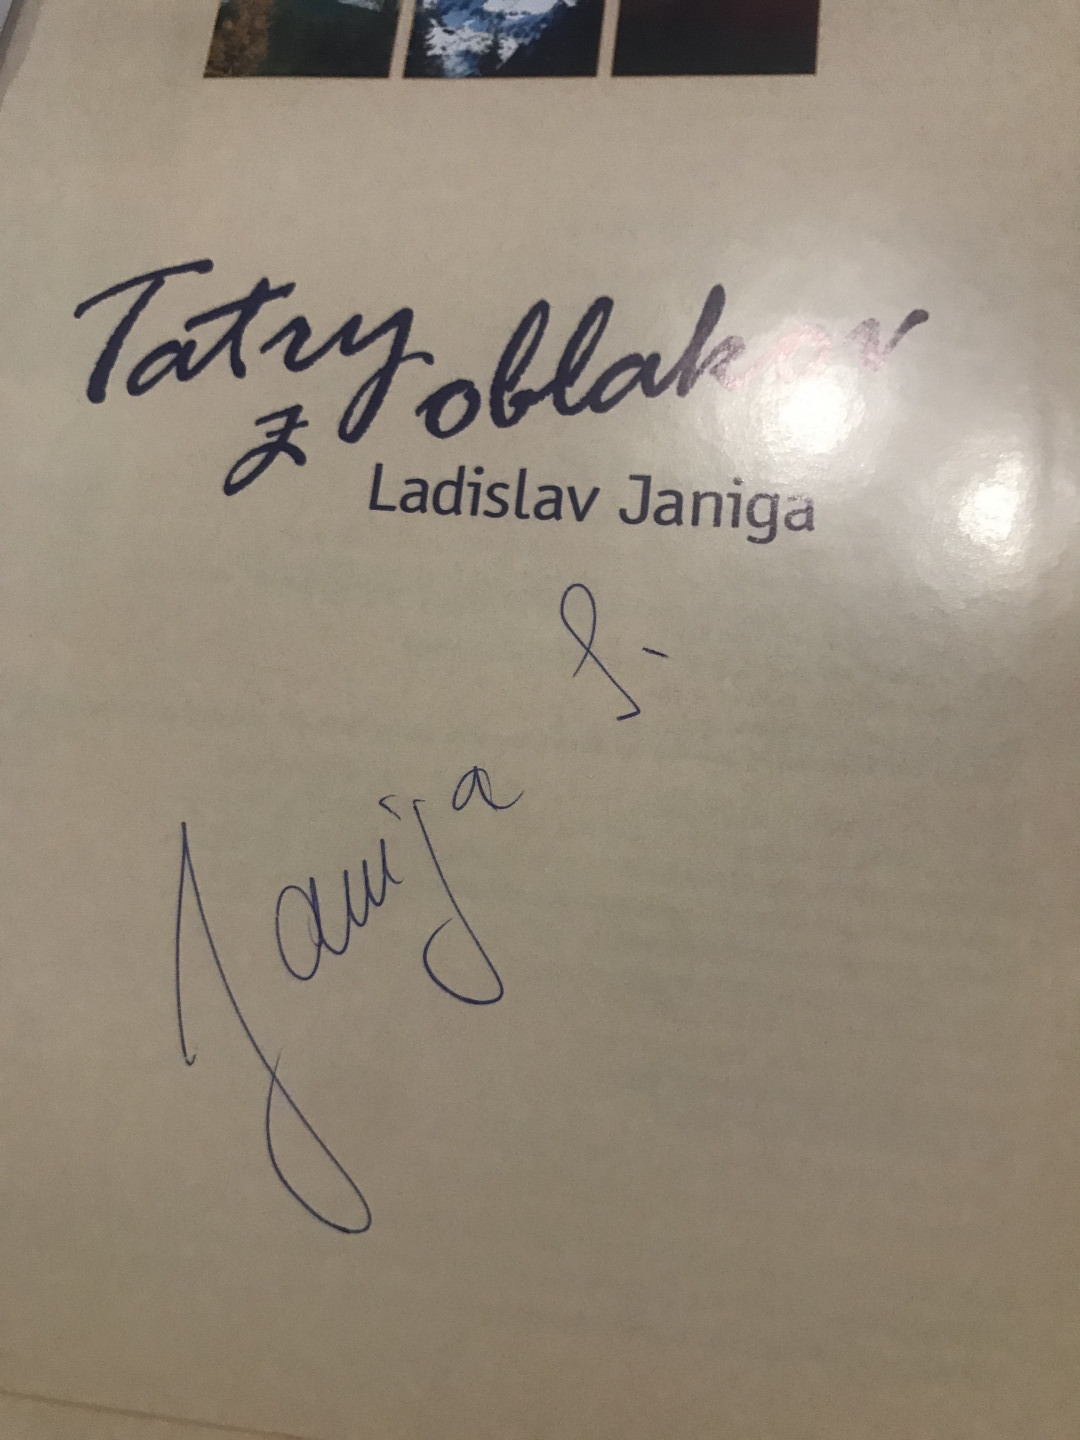 Tatry
z oblakov
Ladislav Janiga
L-
Janiga